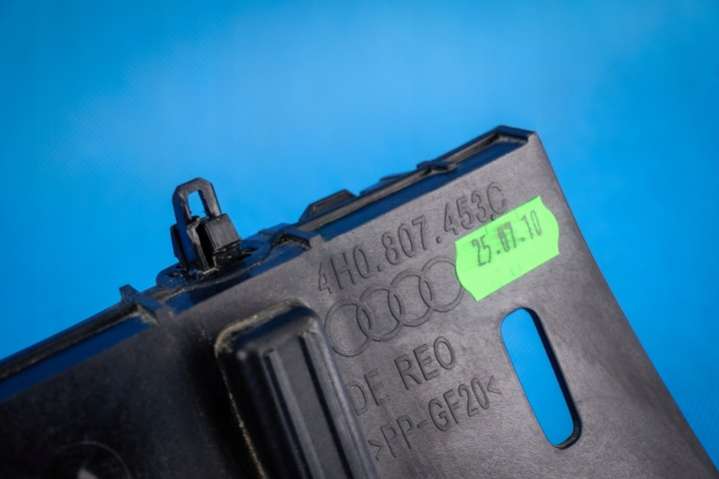 4H0.807.453C
25.07.10
DE REO
>PP-GF20<